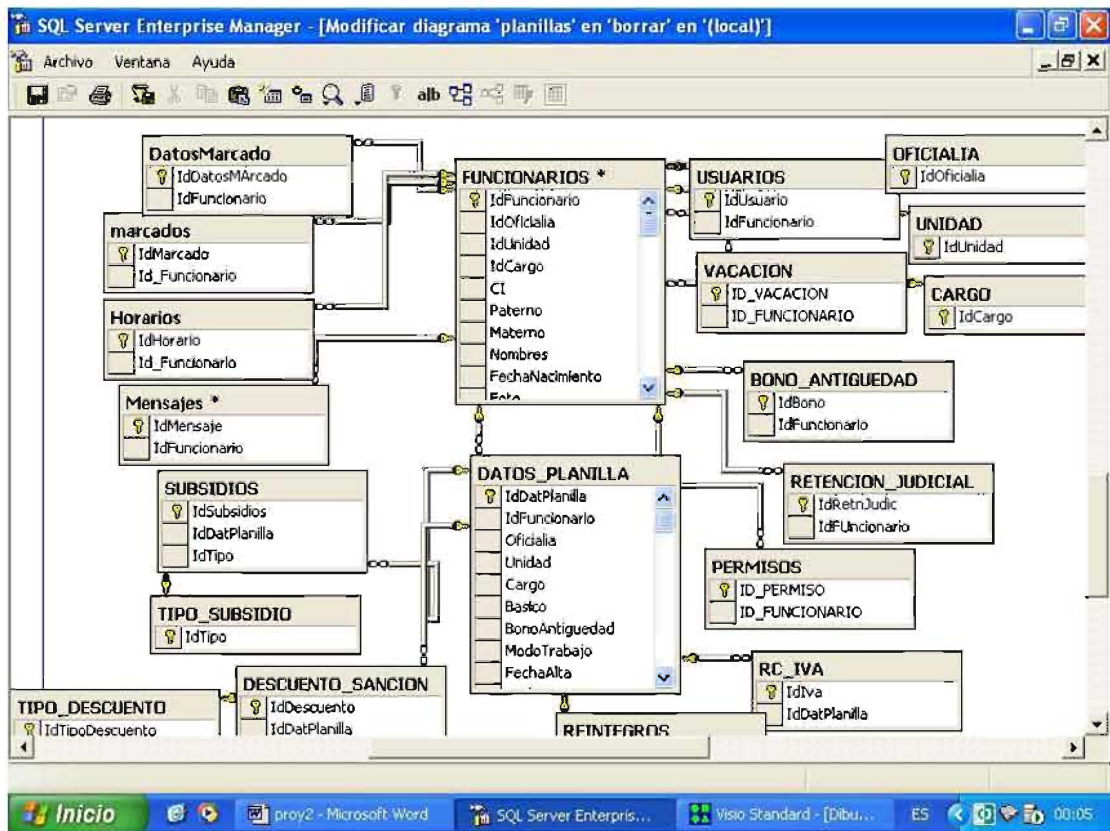 SQL Server Enterprise Manager - [Modificar diagrama 'planillas' en 'borrar' en '(local)']
Archivo Ventana Ayuda
alb
DatosMarcado
IdDatosMArcado
IdFuncionario
marcados
IdMarcado
Id_Funcionario
Horarios
IdHorario
Id_Funcionario
Mensajes *
IdMensaje
IdFuncionario
SUBSIDIOS
IdSubsidios
IdDatPlanilla
IdTipo
TIPO_SUBSIDIO
IdTipo
TIPO_DESCUENTO
IdTipoDescuento
DESCUENTO_SANCION
IdDescuento
IdDatPlanilla
FUNCIONARIOS *
IdFuncionario
IdOficialia
IdUnidad
IdCargo
CI
Paterno
Materno
Nombres
FechaNacimiento
Foto
DATOS_PLANILLA
IdDatPlanilla
IdFuncionario
Oficialia
Unidad
Cargo
Basico
BonoAntiguedad
ModoTrabajo
FechaAlta
REINTEGROS
USUARIOS
IdUsuario
IdFuncionario
VACACION
ID_VACACION
ID_FUNCIONARIO
OFICIALIA
IdOficialia
UNIDAD
IdUnidad
CARGO
IdCargo
BONO_ANTIGUEDAD
IdBono
IdFuncionario
RETENCION_JUDICIAL
IdRetnJudic
IdFUncionario
PERMISOS
ID_PERMISO
ID_FUNCIONARIO
RC_IVA
IdIva
IdDatPlanilla
Inicio
proy2 - Microsoft Word
SQL Server Enterpris...
Visio Standard - [Dibu...
ES
00:05